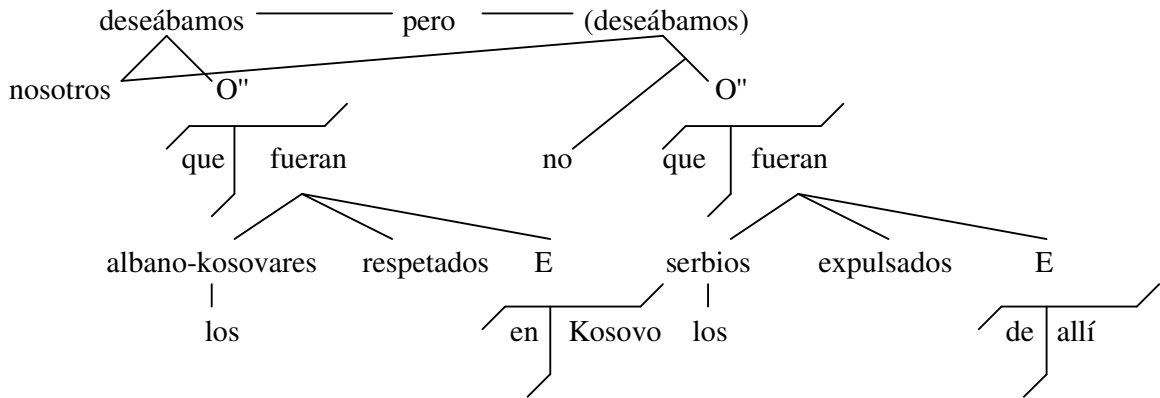 deseábamos pero (deseábamos)
nosotros O" O"
que fueran no que fueran
albano-kosovares respetados E serbios expulsados E
los en Kosovo los de allí